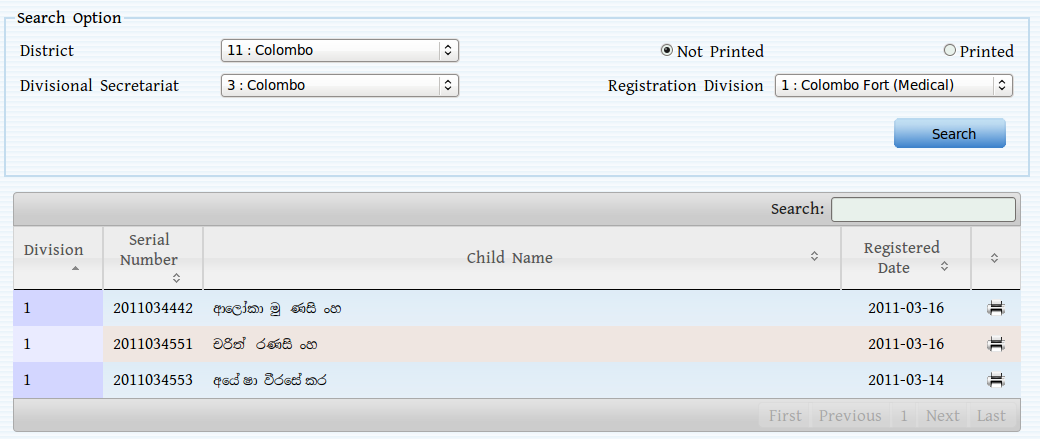 Search Option
District 11 : Colombo Not Printed Printed
Divisional Secretariat 3 : Colombo Registration Division 1 : Colombo Fort (Medical)
Search
Search:
Division Serial Number Child Name Registered Date
1 2011034442 ආලෝකා මු ණසි ංහ 2011-03-16
1 2011034551 චරිත් රණසි ංහ 2011-03-16
1 2011034553 අයේ ෂා වීරසේ කර 2011-03-14
First Previous 1 Next Last